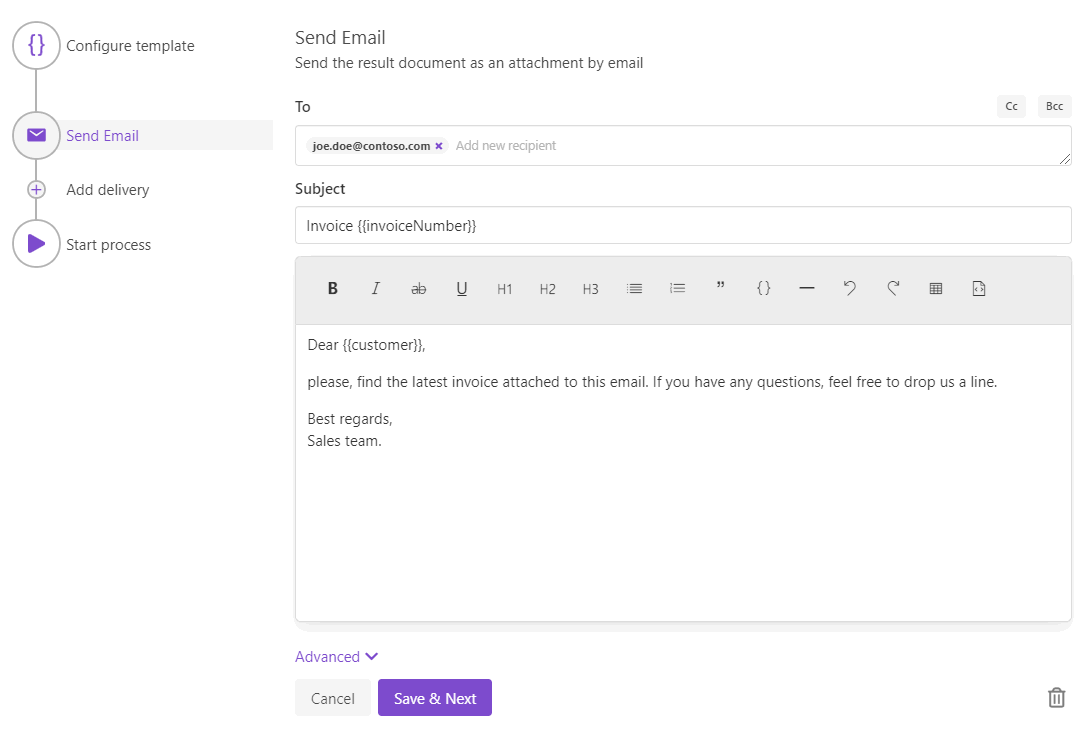 Configure template
Send Email
Add delivery
Start process
Send Email
Send the result document as an attachment by email
To
Cc
Bcc
joe.doe@contoso.com × Add new recipient
Subject
Invoice {{invoiceNumber}}
B I ab U H1 H2 H3 ” {}
Dear {{customer}},
please, find the latest invoice attached to this email. If you have any questions, feel free to drop us a line.
Best regards,
Sales team.
Advanced
Cancel
Save & Next